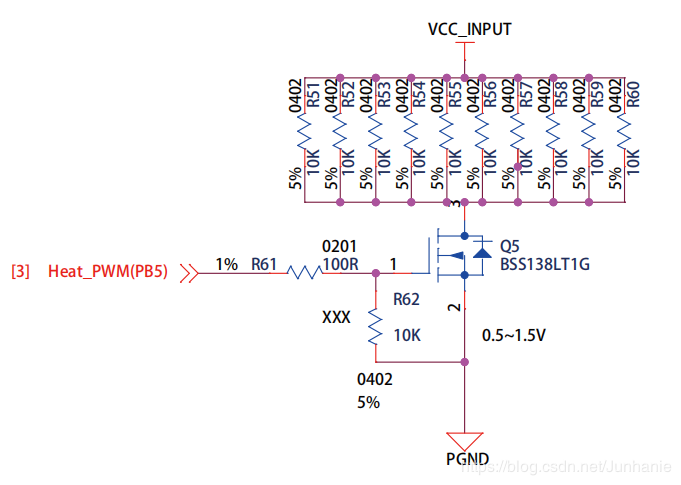 VCC_INPUT
0402 R51 0402 R52 0402 R53 0402 R54 0402 R55 0402 R56 0402 R57 0402 R58 0402 R59 0402 R60
5% 10K 5% 10K 5% 10K 5% 10K 5% 10K 5% 10K 5% 10K 5% 10K 5% 10K 5% 10K
3
Q5
BSS138LT1G
[3] Heat_PWM(PB5) 1% R61 0201 100R 1
R62
XXX
10K
2
0.5~1.5V
0402
5%
PGND
https://blog.csdn.net/Junhanie